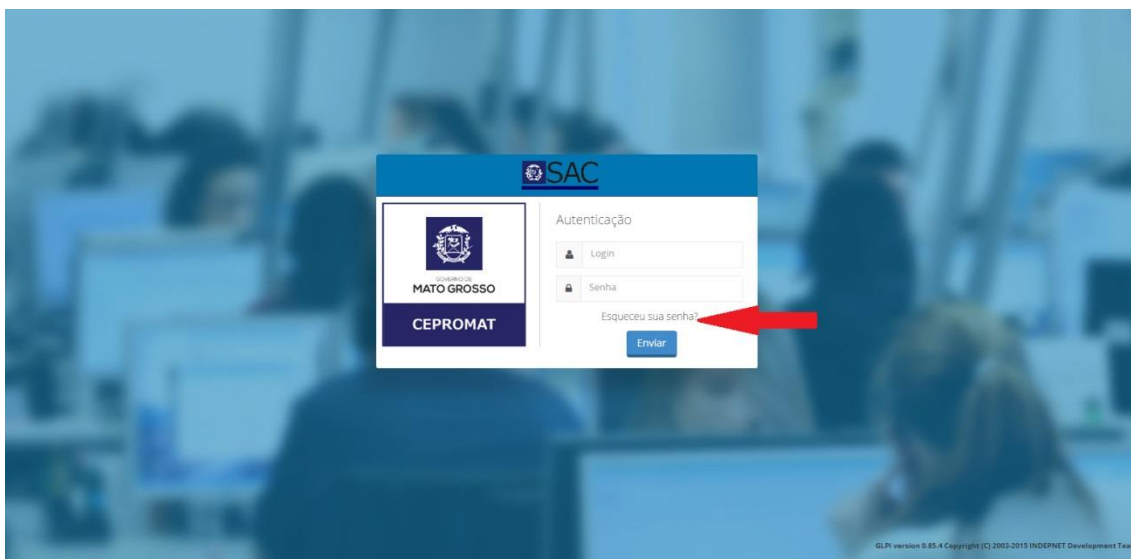 SAC
GOVERNO DE
MATO GROSSO
CEPROMAT
Autenticação
Login
Senha
Esqueceu sua senha?
Enviar
GLPI version 0.85.4 Copyright (C) 2003-2015 INDEPNET Development Tea